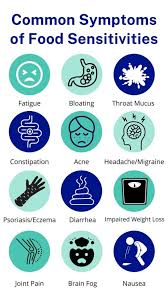 Common Symptoms
of Food Sensitivities
Fatigue
Bloating
Throat Mucus
Constipation
Acne
Headache/Migraine
Psoriasis/Eczema
Diarrhea
Impaired Weight Loss
Joint Pain
Brain Fog
Nausea